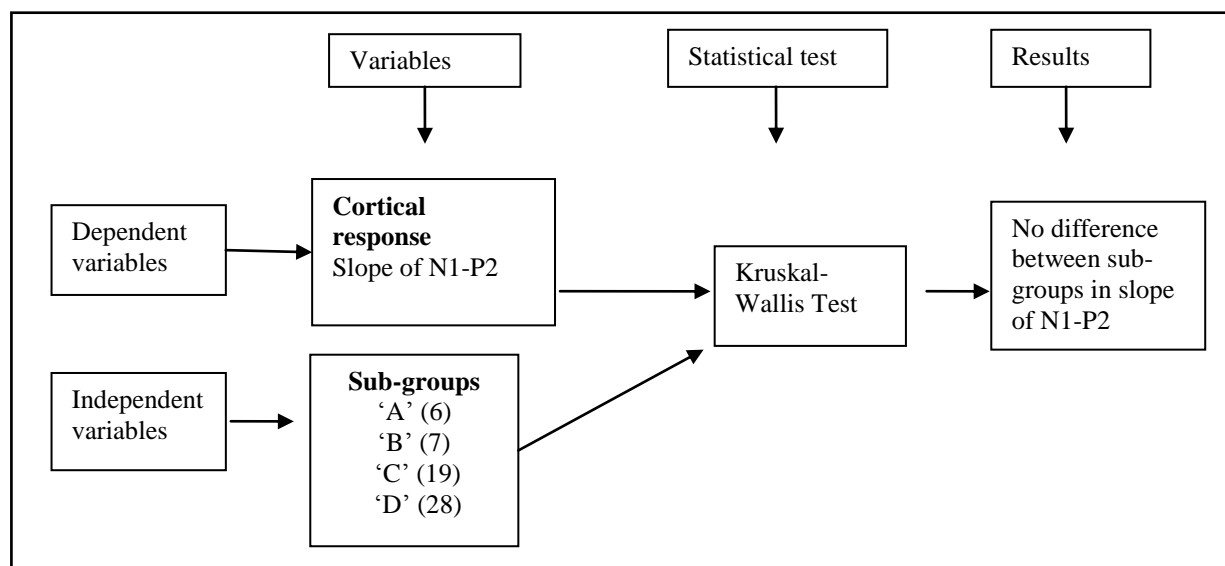 Variables
Statistical test
Results
Dependent
variables
Cortical
response
Slope of N1-P2
Kruskal-
Wallis Test
No difference
between sub-
groups in slope
of N1-P2
Independent
variables
Sub-groups
‘A’ (6)
‘B’ (7)
‘C’ (19)
‘D’ (28)